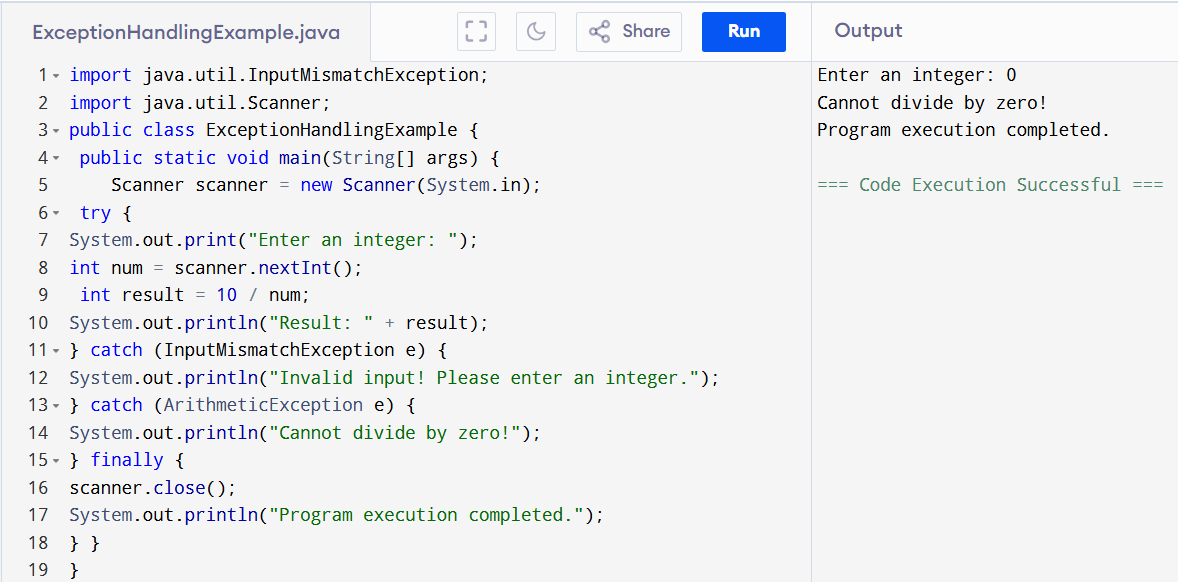 ExceptionHandlingExample.java
Share
Run
Output
1 import java.util.InputMismatchException;
2 import java.util.Scanner;
3 public class ExceptionHandlingExample {
4 public static void main(String[] args) {
5 Scanner scanner = new Scanner(System.in);
6 try {
7 System.out.print("Enter an integer: ");
8 int num = scanner.nextInt();
9 int result = 10 / num;
10 System.out.println("Result: " + result);
11 } catch (InputMismatchException e) {
12 System.out.println("Invalid input! Please enter an integer.");
13 } catch (ArithmeticException e) {
14 System.out.println("Cannot divide by zero!");
15 } finally {
16 scanner.close();
17 System.out.println("Program execution completed.");
18 } }
19 }
Enter an integer: 0
Cannot divide by zero!
Program execution completed.
=== Code Execution Successful ===